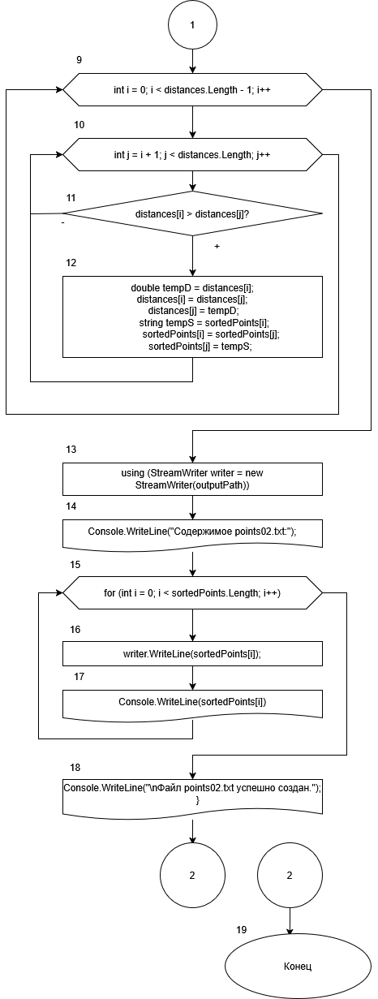 1
9
int i = 0; i < distances.Length - 1; i++
10
int j = i + 1; j < distances.Length; j++
11
distances[i] > distances[j]?
-
+
12
double tempD = distances[i];
distances[i] = distances[j];
distances[j] = tempD;
string tempS = sortedPoints[i];
sortedPoints[i] = sortedPoints[j];
sortedPoints[j] = tempS;
13
using (StreamWriter writer = new
StreamWriter(outputPath))
14
Console.WriteLine("Содержимое points02.txt:");
15
for (int i = 0; i < sortedPoints.Length; i++)
16
writer.WriteLine(sortedPoints[i]);
17
Console.WriteLine(sortedPoints[i])
18
Console.WriteLine("\nФайл points02.txt успешно создан.");
}
2
2
19
Конец